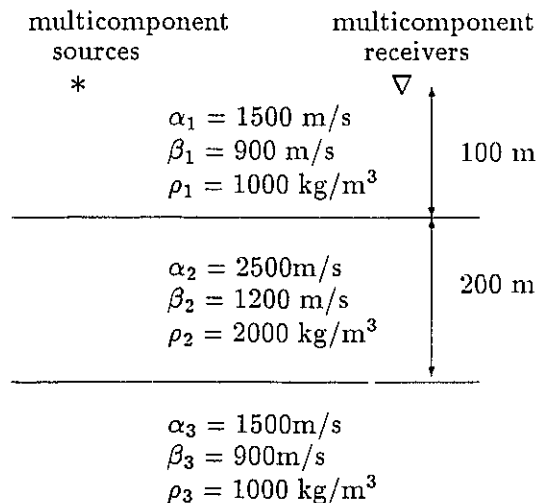 multicomponent
sources
*
multicomponent
receivers
∇
α₁ = 1500 m/s
β₁ = 900 m/s
ρ₁ = 1000 kg/m³
100 m
α₂ = 2500m/s
β₂ = 1200 m/s
ρ₂ = 2000 kg/m³
200 m
α₃ = 1500m/s
β₃ = 900m/s
ρ₃ = 1000 kg/m³